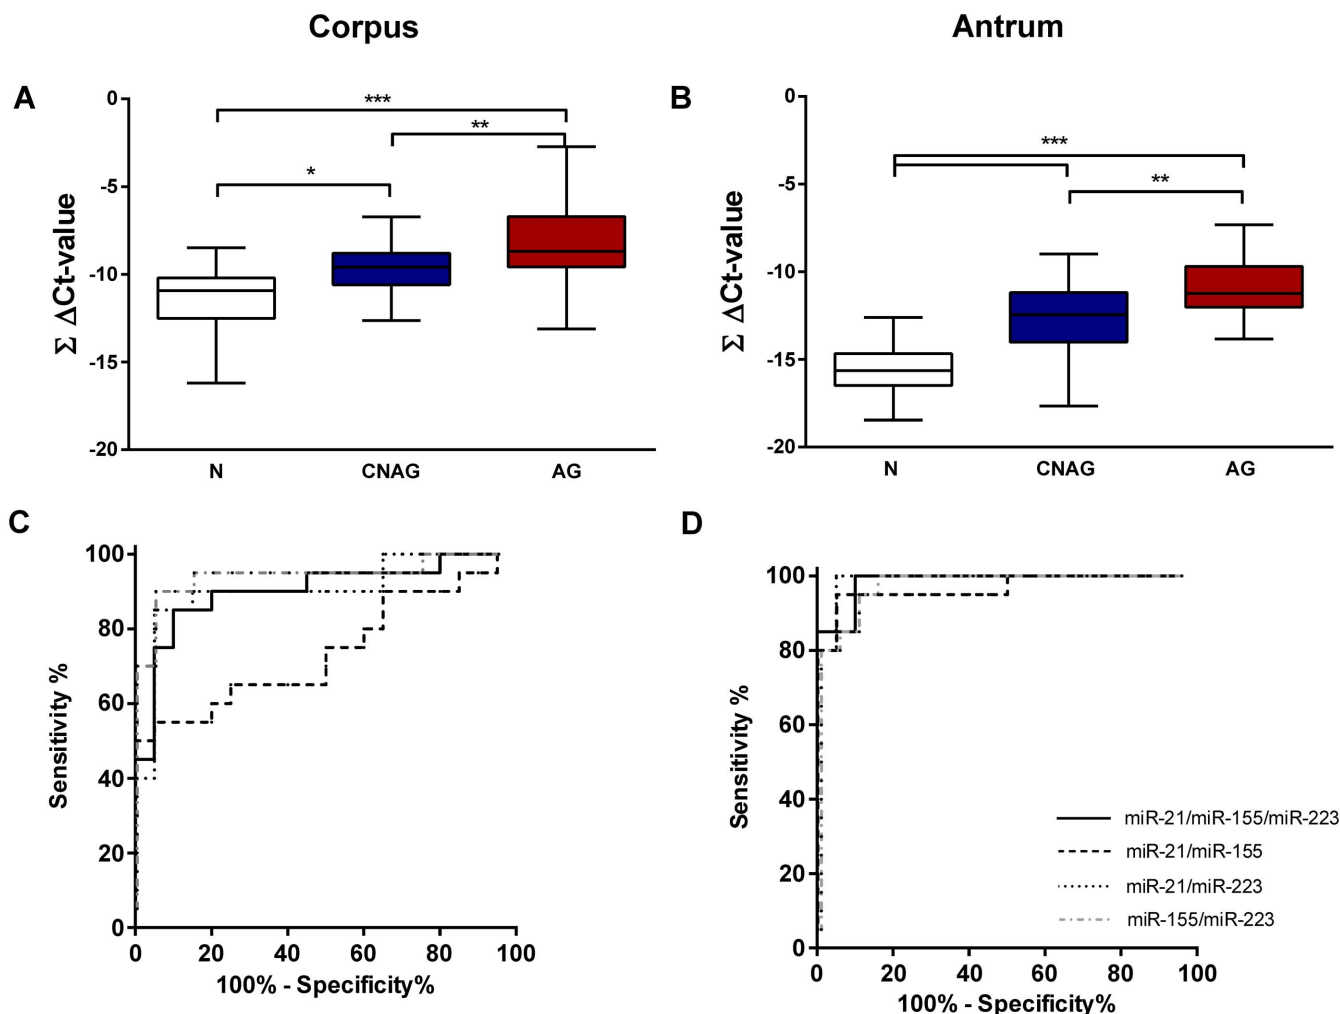 Corpus
Antrum
A
0
-5
-10
-15
-20
Σ ΔCt-value
***
**
*
N
CNAG
AG
B
0
-5
-10
-15
-20
Σ ΔCt-value
***
**
N
CNAG
AG
C
100
80
60
40
20
0
Sensitivity %
0 20 40 60 80 100
100% - Specificity%
D
100
80
60
40
20
0
Sensitivity %
miR-21/miR-155/miR-223
miR-21/miR-155
miR-21/miR-223
miR-155/miR-223
0 20 40 60 80 100
100% - Specificity%